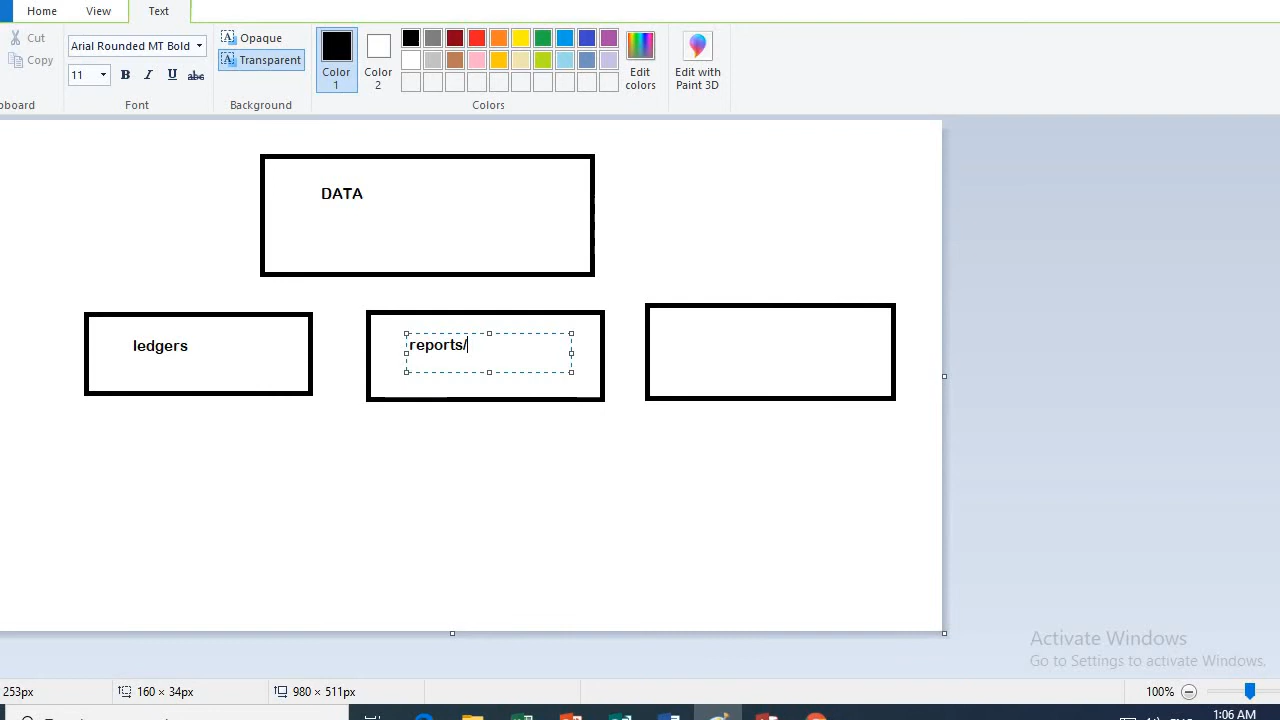 Home View Text
Cut
Copy
Arial Rounded MT Bold
11 B I U abc
Opaque
Transparent
Color 1
Color 2
Edit colors
Edit with Paint 3D
pboard Font Background Colors
DATA
ledgers
reports/
Activate Windows
Go to Settings to activate Windows.
253px 160 × 34px 980 × 511px 100%
1:06 AM